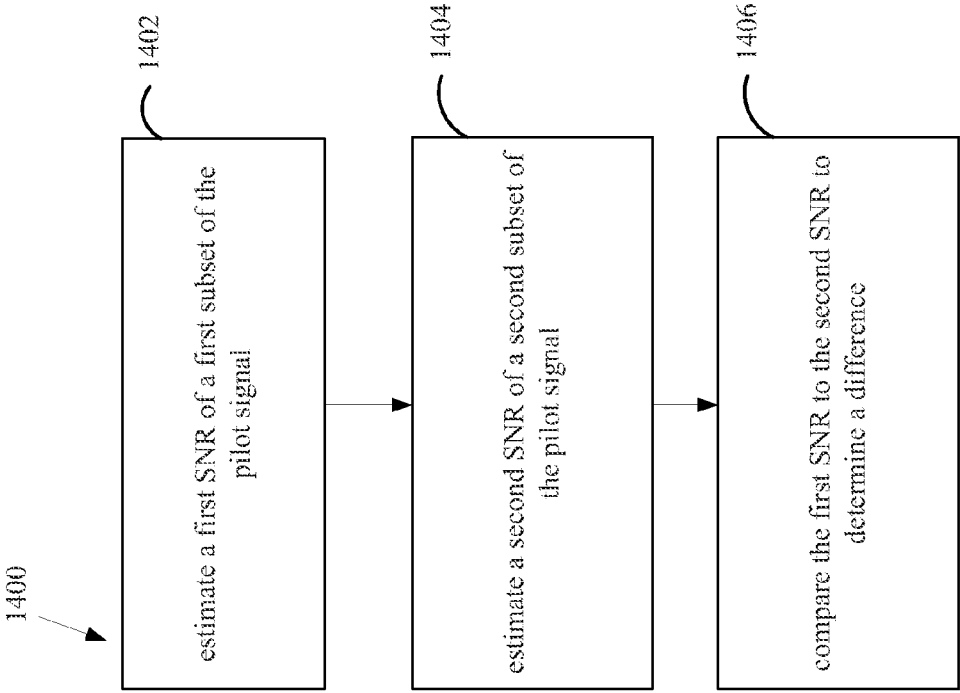 1400
estimate a first SNR of a first subset of the
pilot signal
1402
estimate a second SNR of a second subset of
the pilot signal
1404
compare the first SNR to the second SNR to
determine a difference
1406